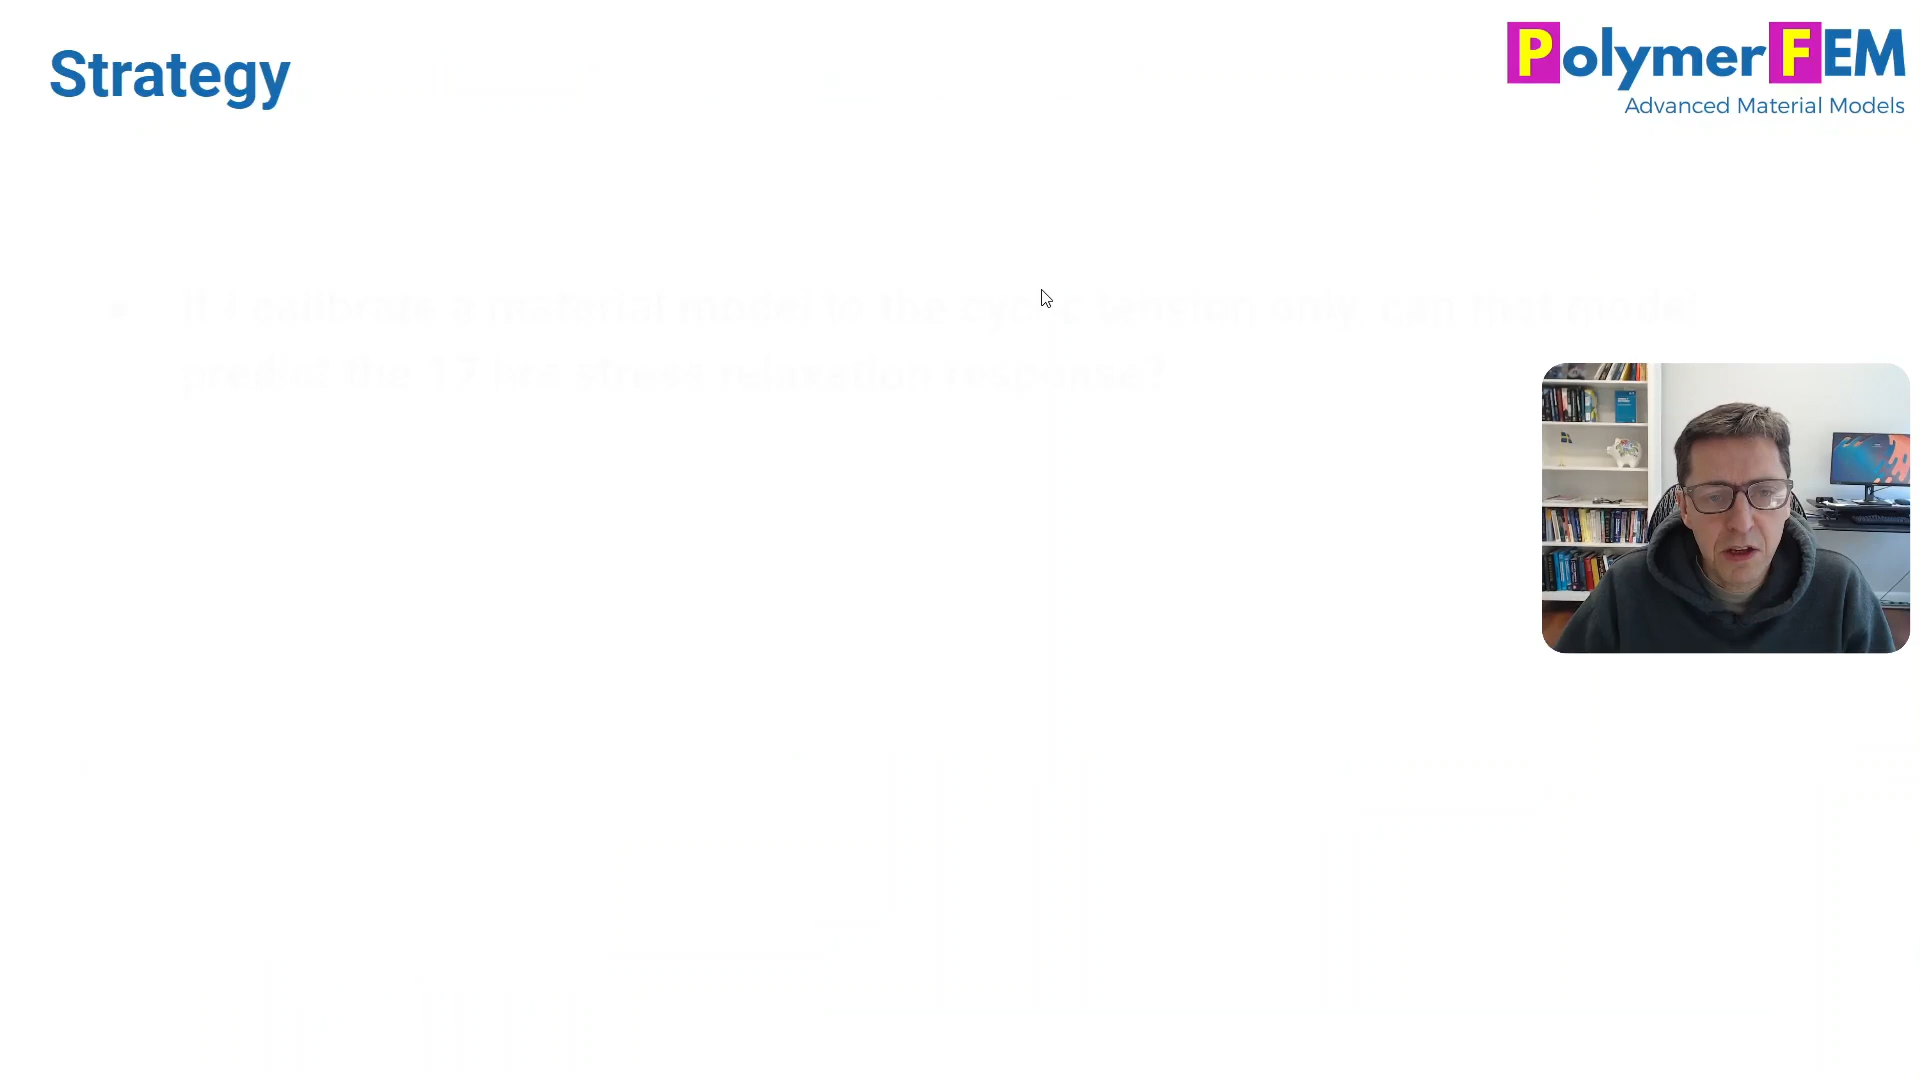 Strategy
PolymerFEM
Advanced Material Models
If I calibrate a material model to the cyclic tension only, can that model
predict the 17 hrs stress relaxation response?